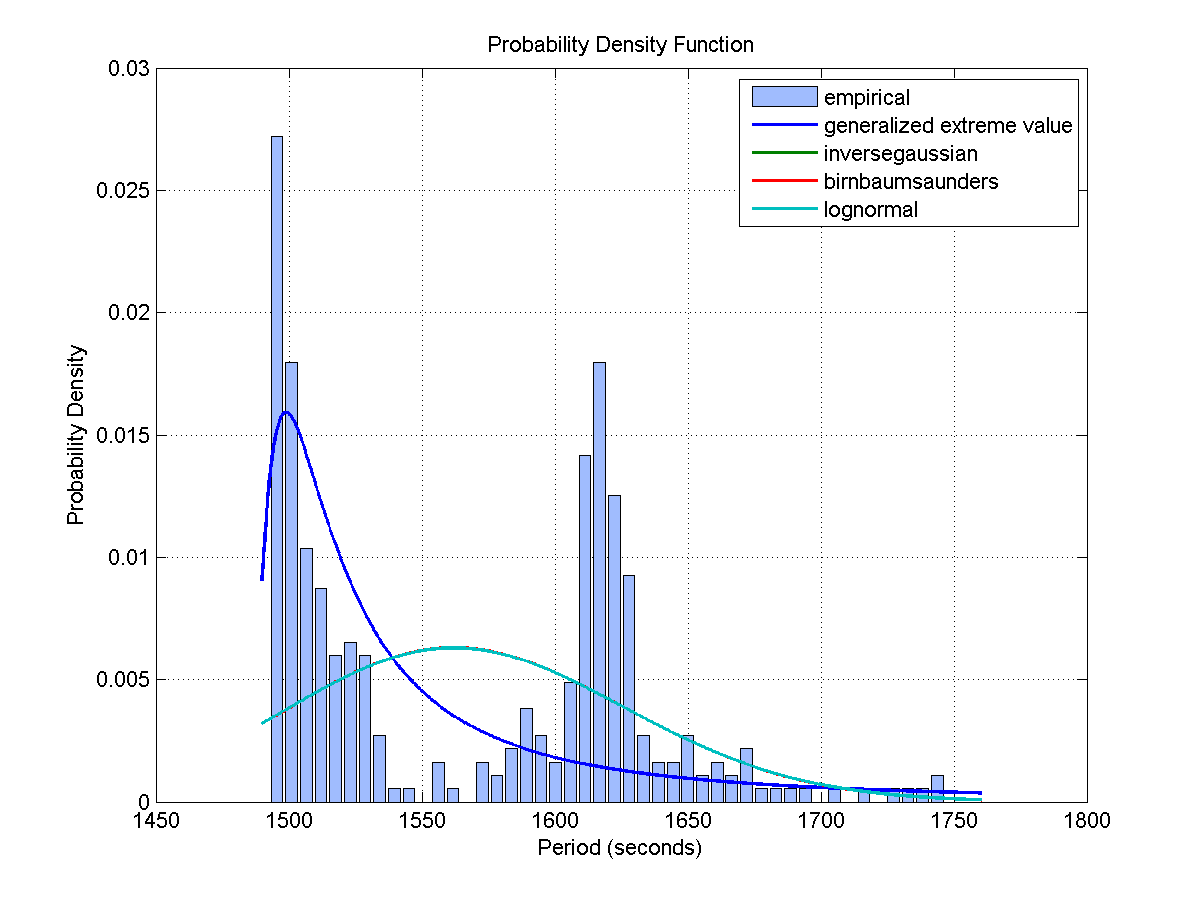 Probability Density Function
0.03
0.025
0.02
0.015
0.01
0.005
0
Probability Density
empirical
generalized extreme value
inversegaussian
birnbaumsaunders
lognormal
1450 1500 1550 1600 1650 1700 1750 1800
Period (seconds)